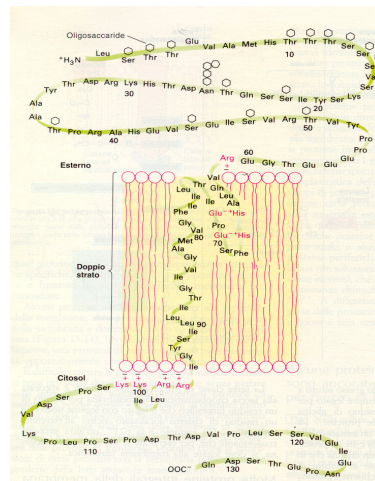 Oligosaccaride
⁺H₃N Leu Ser Thr Thr Glu Val Ala Met His Thr Thr Thr Ser Ser
10
Ser
Val
Tyr Thr Asp Arg Lys His Thr Asp Asn Thr Gln Ser Ser Ile Tyr Ser Lys Ser
30
20
Ala
Ala Thr Pro Arg Ala His Glu Val Ser Glu Ile Ser Val Arg Thr Val Tyr
40
50
Pro
Pro
Esterno
Arg Glu Gly Thr Glu Glu Glu
60
±
Val
Thr Gln
Leu Ile Leu
Ile Ala
Phe Ile Glu⁻⁺His
Gly Pro
Val
80 Glu⁻⁺His
Met 70
Ala Ser Phe
Gly
Doppio strato
Val
Ile
Gly
Thr
Ile
Leu Leu 90
Ile
Ser
Tyr
Gly
Ile
Citosol
Lys Lys Arg Arg
Ser 100
Pro Ile Leu
Ser
Asp
Val
Lys Pro Leu Pro Ser Pro Asp Thr Asp Val Pro Leu Ser Ser Val Glu
110
120
Ile
Glu
OOC⁻ Gln Asp Ser Thr Glu Pro Asn
130